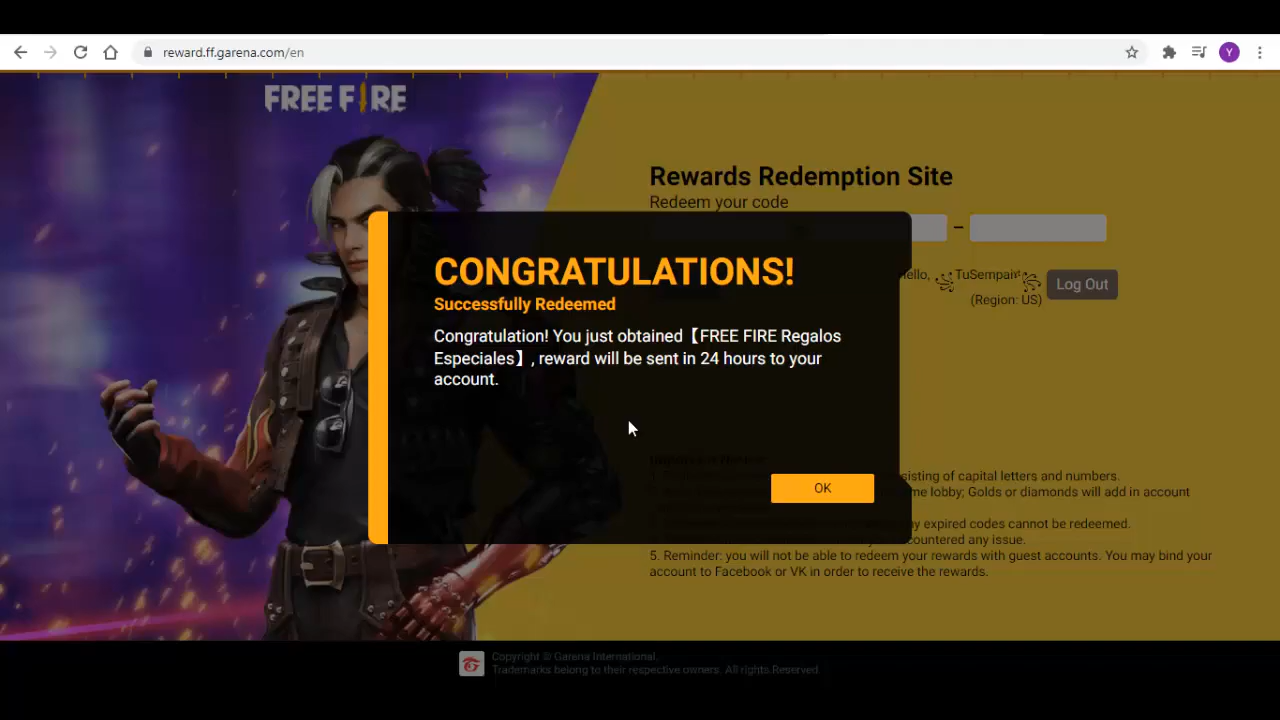 reward.ff.garena.com/en
Y
FREE FIRE
Rewards Redemption Site
Redeem your code
–
TuSempai
(Region: US)
Log Out
CONGRATULATIONS!
Successfully Redeemed
Congratulation! You just obtained【FREE FIRE Regalos
Especiales】, reward will be sent in 24 hours to your
account.
OK
of capital letters and numbers.
lobby; Golds or diamonds will add in account
expired codes cannot be redeemed.
any issue.
5. Reminder: you will not be able to redeem your rewards with guest accounts. You may bind your
account to Facebook or VK in order to receive the rewards.
Copyright © Garena International.
Trademarks belong to their respective owners. All rights Reserved.